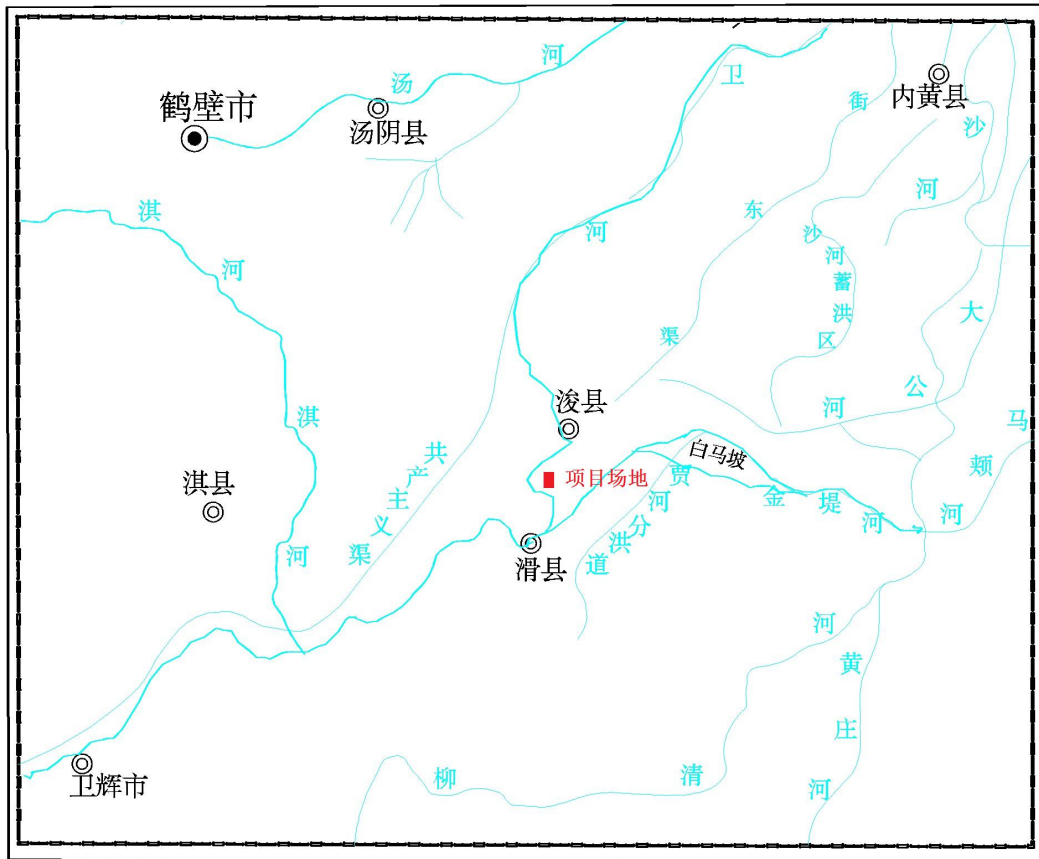 鹤壁市
汤河
汤阴县
卫河
街东渠
内黄县
沙河
沙河蓄洪区
淇河
淇河
大公河
浚县
共产主义渠
淇县
项目场地
白马坡
贾河分洪道
金堤河
马颊河
滑县
黄庄河
柳清河
卫辉市